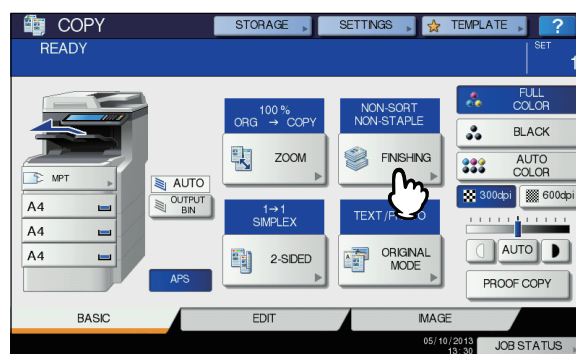 COPY
STORAGE
SETTINGS
TEMPLATE
?
READY
SET
1
100 %
ORG → COPY
ZOOM
NON-SORT
NON-STAPLE
FINISHING
FULL
COLOR
BLACK
AUTO
COLOR
300dpi
600dpi
MPT
A4
A4
A4
AUTO
OUTPUT
BIN
APS
1→1
SIMPLEX
2-SIDED
ORIGINAL
MODE
AUTO
PROOF COPY
BASIC
EDIT
IMAGE
05/10/2013
13:30
JOB STATUS